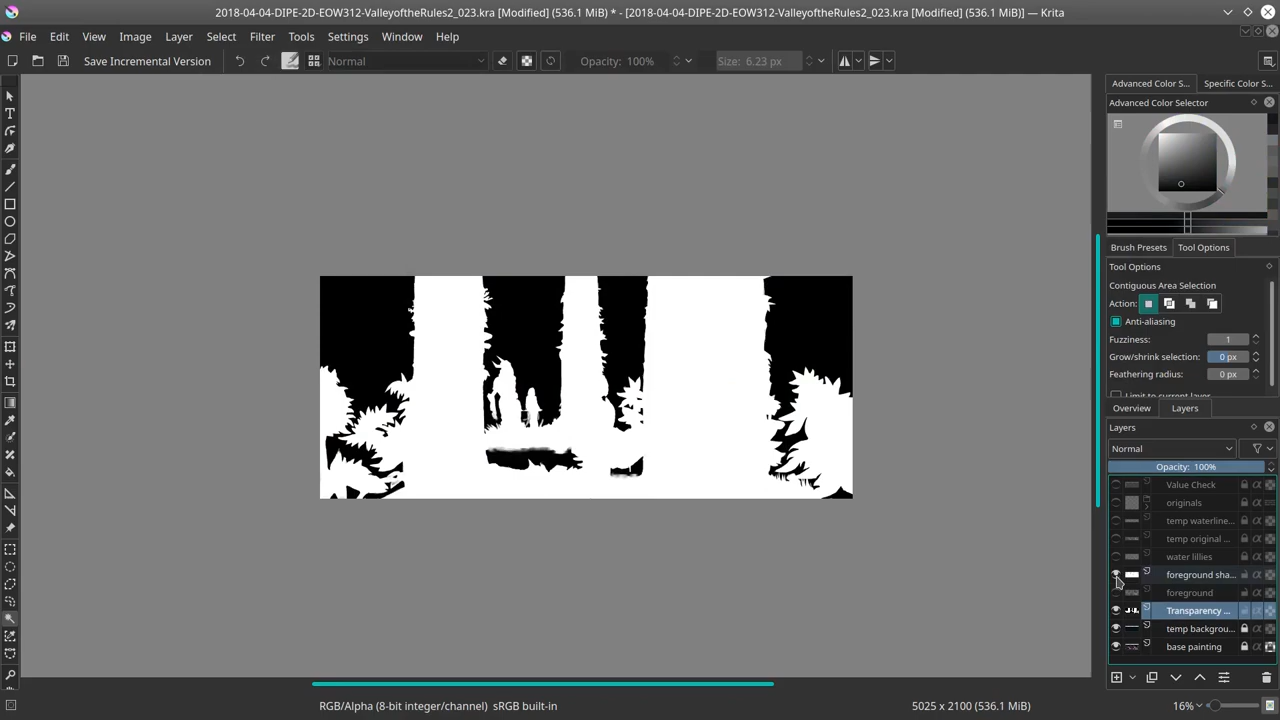 2018-04-04-DIPE-2D-EOW312-ValleyoftheRules2_023.kra [Modified] (536.1 MiB) * - [2018-04-04-DIPE-2D-EOW312-ValleyoftheRules2_023.kra [Modified] (536.1 MiB)] — Krita
File Edit View Image Layer Select Filter Tools Settings Window Help
Save Incremental Version Normal Opacity: 100% Size: 6.23 px
Advanced Color S... Specific Color S...
Advanced Color Selector
Brush Presets Tool Options
Tool Options
Contiguous Area Selection
Action:
Anti-aliasing
Fuzziness: 1
Grow/shrink selection: 0 px
Feathering radius: 0 px
Limit to current layer
Overview Layers
Layers
Normal
Opacity: 100%
Value Check
originals
temp waterline...
temp original ...
water lillies
foreground sha...
foreground
Transparency ...
temp backgrou...
base painting
RGB/Alpha (8-bit integer/channel) sRGB built-in 5025 x 2100 (536.1 MiB) 16%